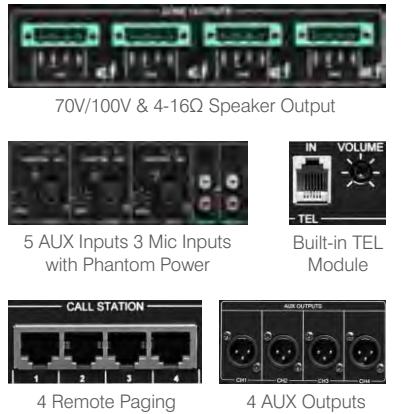 ZONE OUTPUTS
70V/100V & 4-16Ω Speaker Output
IN VOLUME
TEL
5 AUX Inputs 3 Mic Inputs
with Phantom Power
Built-in TEL
Module
CALL STATION
1 2 3 4
AUX OUTPUTS
CH1 CH2 CH3 CH4
4 Remote Paging
4 AUX Outputs